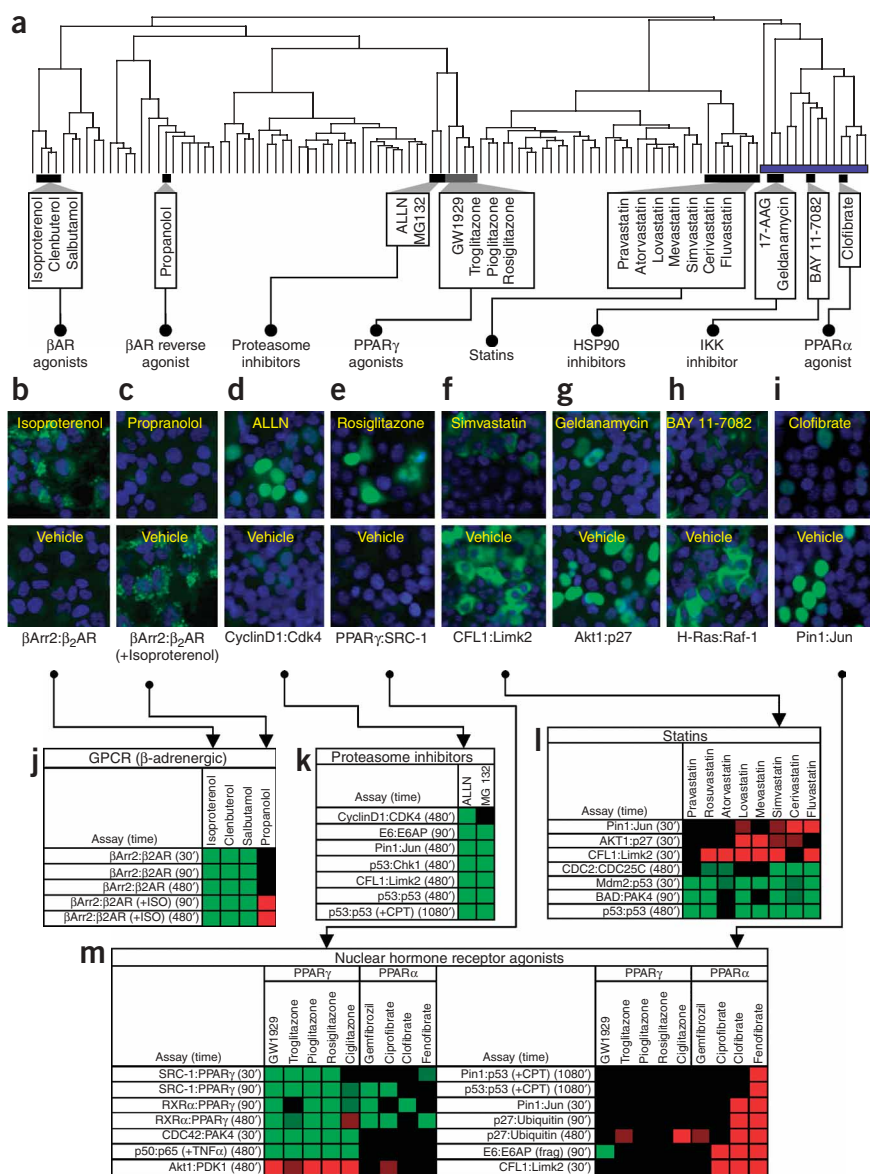 a
Isoproterenol
Clenbuterol
Salbutamol
Propanolol
ALLN
MG132
GW1929
Troglitazone
Pioglitazone
Rosiglitazone
Pravastatin
Atorvastatin
Lovastatin
Mevastatin
Simvastatin
Cerivastatin
Fluvastatin
17-AAG
Geldanamycin
BAY 11-7082
Clofibrate
βAR agonists
βAR reverse agonist
Proteasome inhibitors
PPARγ agonists
Statins
HSP90 inhibitors
IKK inhibitor
PPARα agonist
b c d e f g h i
Isoproterenol Propranolol ALLN Rosiglitazone Simvastatin Geldanamycin BAY 11-7082 Clofibrate
Vehicle Vehicle Vehicle Vehicle Vehicle Vehicle Vehicle Vehicle
βArr2:β2AR
βArr2:β2AR (+Isoproterenol)
CyclinD1:Cdk4
PPARγ:SRC-1
CFL1:Limk2
Akt1:p27
H-Ras:Raf-1
Pin1:Jun
j
GPCR (β-adrenergic)
Assay (time)
Isoproterenol
Clenbuterol
Salbutamol
Propanolol
βArr2:β2AR (30′)
βArr2:β2AR (90′)
βArr2:β2AR (480′)
βArr2:β2AR (+ISO) (90′)
βArr2:β2AR (+ISO) (480′)
k
Proteasome inhibitors
Assay (time)
ALLN
MG 132
CyclinD1:CDK4 (480′)
E6:E6AP (90′)
Pin1:Jun (480′)
p53:Chk1 (480′)
CFL1:Limk2 (480′)
p53:p53 (480′)
p53:p53 (+CPT) (1080′)
l
Statins
Assay (time)
Pravastatin
Rosuvastatin
Atorvastatin
Lovastatin
Mevastatin
Simvastatin
Cerivastatin
Fluvastatin
Pin1:Jun (30′)
AKT1:p27 (30′)
CFL1:Limk2 (30′)
CDC2:CDC25C (480′)
Mdm2:p53 (30′)
BAD:PAK4 (90′)
p53:p53 (480′)
m
Nuclear hormone receptor agonists
PPARγ PPARα
Assay (time)
GW1929
Troglitazone
Pioglitazone
Rosiglitazone
Ciglitazone
Gemfibrozil
Ciprofibrate
Clofibrate
Fenofibrate
SRC-1:PPARγ (30′)
SRC-1:PPARγ (90′)
RXRα:PPARγ (90′)
RXRα:PPARγ (480′)
CDC42:PAK4 (30′)
p50:p65 (+TNFα) (480′)
Akt1:PDK1 (480′)
PPARγ PPARα
Assay (time)
GW1929
Troglitazone
Pioglitazone
Rosiglitazone
Ciglitazone
Gemfibrozil
Ciprofibrate
Clofibrate
Fenofibrate
Pin1:p53 (+CPT) (1080′)
p53:p53 (+CPT) (1080′)
Pin1:Jun (30′)
p27:Ubiquitin (90′)
p27:Ubiquitin (480′)
E6:E6AP (frag) (90′)
CFL1:Limk2 (30′)